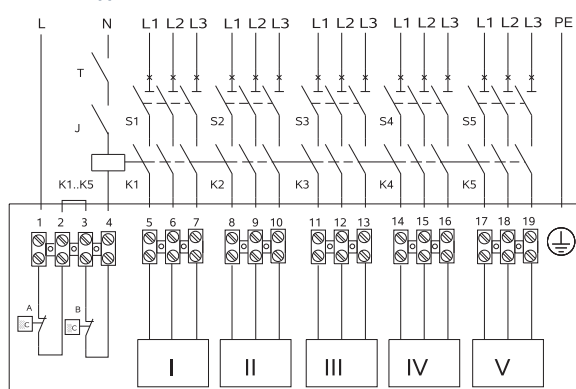 L N L1 L2 L3 L1 L2 L3 L1 L2 L3 L1 L2 L3 L1 L2 L3 PE
T
S1 S2 S3 S4 S5
J
K1..K5 K1 K2 K3 K4 K5
1 2 3 4 5 6 7 8 9 10 11 12 13 14 15 16 17 18 19
A B
C C
I II III IV V